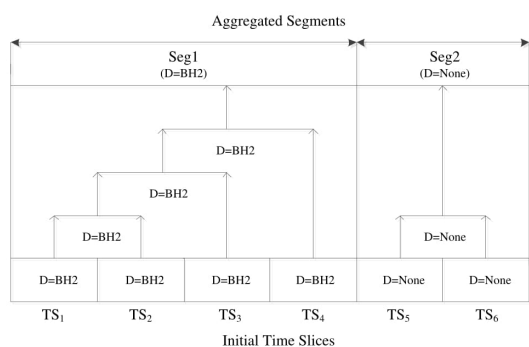 Aggregated Segments
Seg1 Seg2
(D=BH2) (D=None)
D=BH2
D=BH2
D=BH2 D=None
D=BH2 D=BH2 D=BH2 D=BH2 D=None D=None
TS1 TS2 TS3 TS4 TS5 TS6
Initial Time Slices